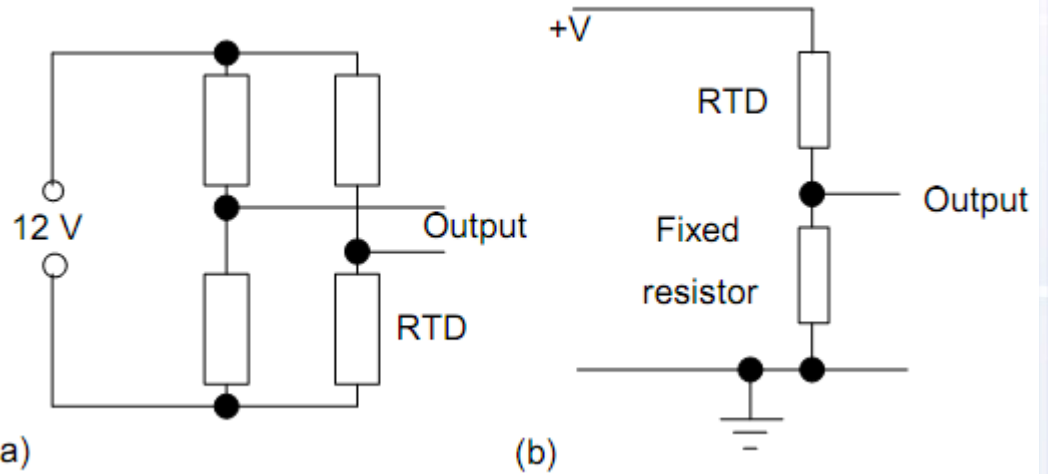 12 V
Output
RTD
a)
+V
RTD
Output
Fixed
resistor
(b)